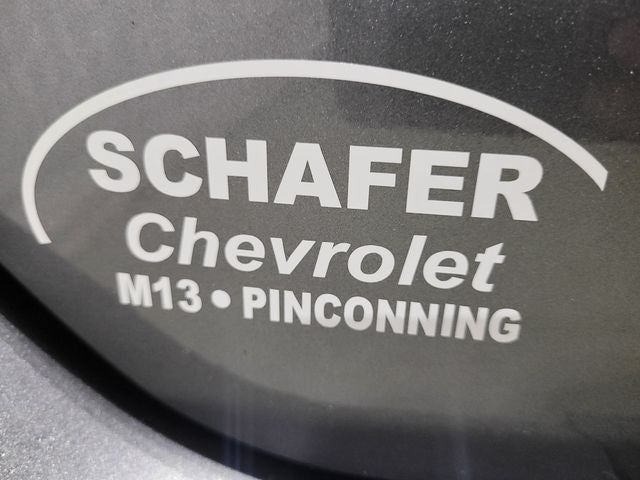 SCHAFER
Chevrolet
M13 • PINCONNING